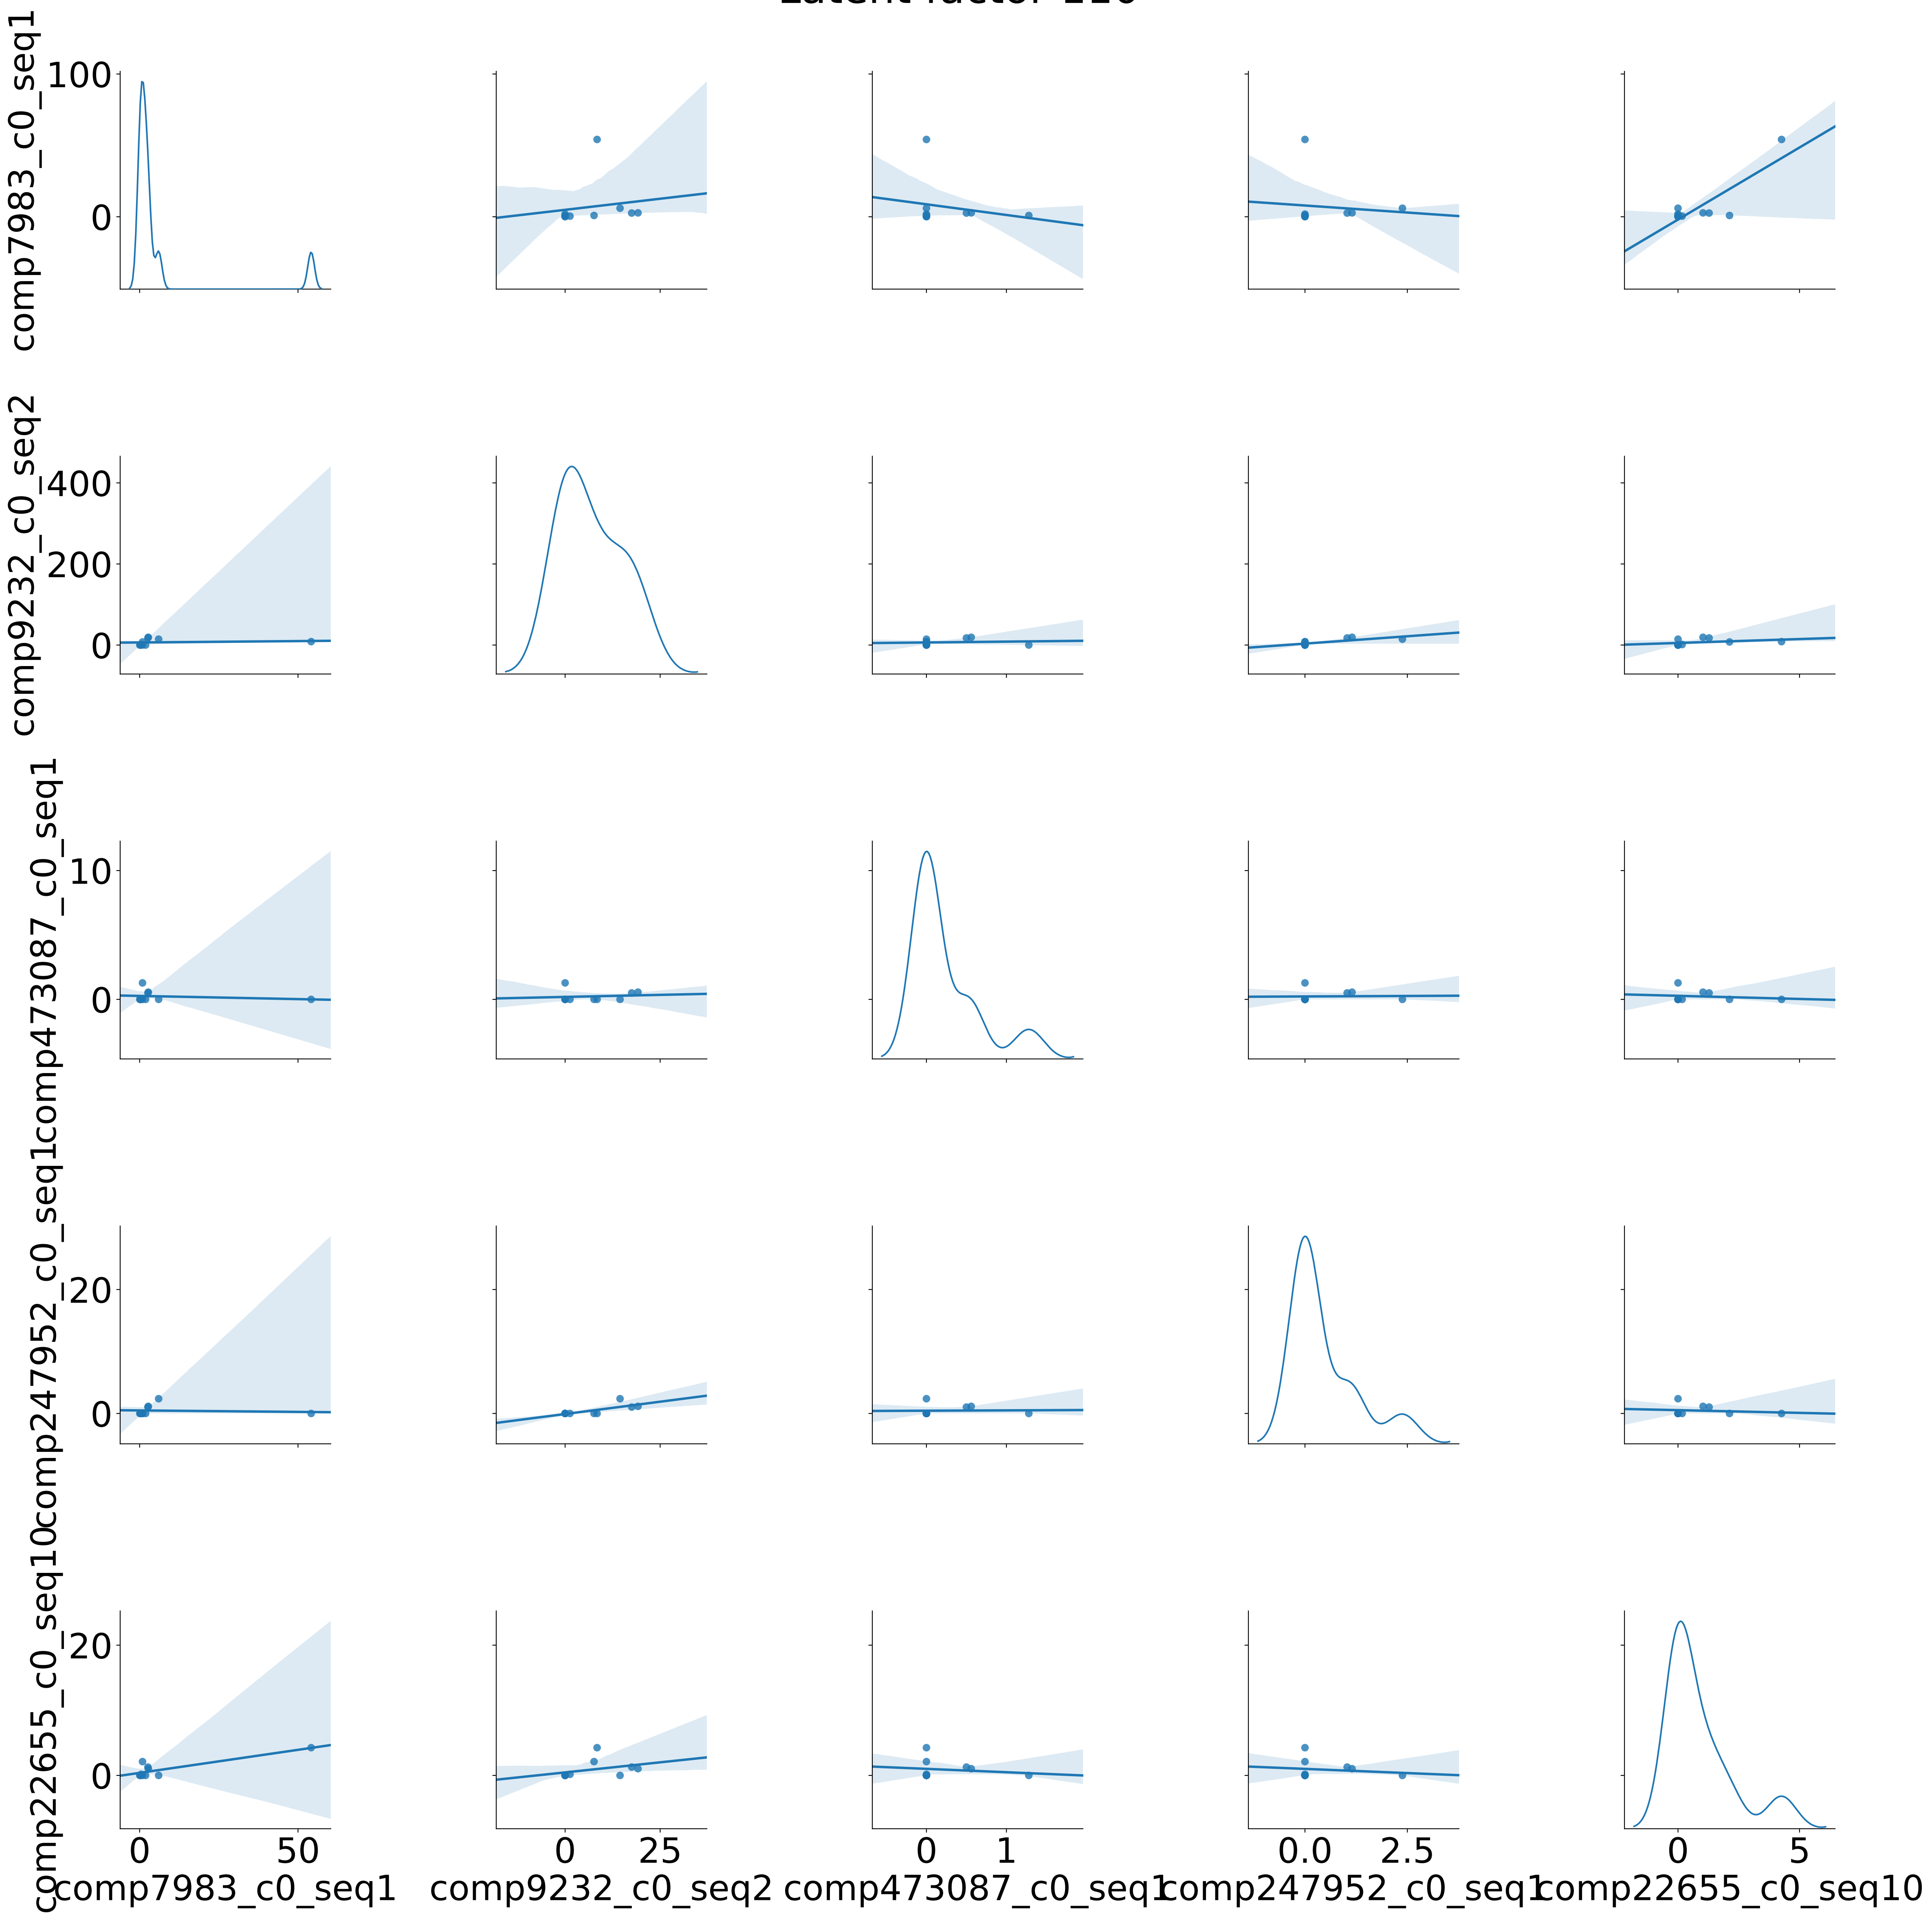 comp7983_c0_seq1
100
0
comp9232_c0_seq2
400
200
0
comp473087_c0_seq1
10
0
comp247952_c0_seq1
20
0
comp22655_c0_seq10
20
0
0 50 0 25 0 1 0.0 2.5 0 5
comp7983_c0_seq1 comp9232_c0_seq2 comp473087_c0_seq1 comp247952_c0_seq1 comp22655_c0_seq10